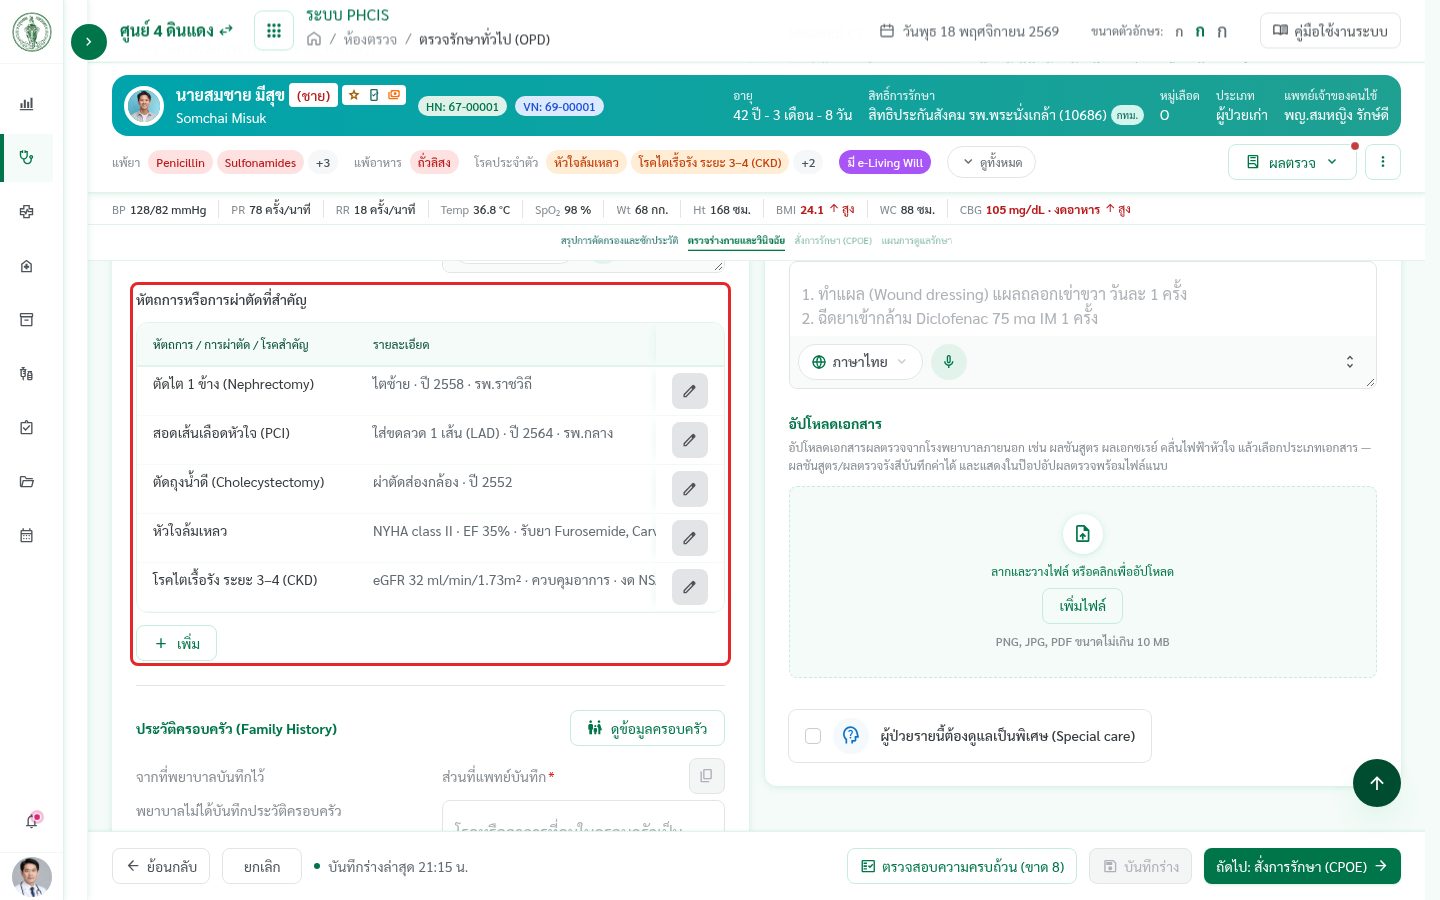 ศูนย์ 4 ดินแดง
ระบบ PHCIS
ห้องตรวจ / ตรวจรักษาทั่วไป (OPD)
วันพุธ 18 พฤศจิกายน 2569
ขนาดตัวอักษร: ก ก ก
คู่มือใช้งานระบบ
นายสมชาย มีสุข (ชาย)
Somchai Misuk
HN: 67-00001
VN: 69-00001
อายุ
42 ปี - 3 เดือน - 8 วัน
สิทธิ์การรักษา
สิทธิประกันสังคม รพ.พระนั่งเกล้า (10686) กทม.
หมู่เลือด
O
ประเภท
ผู้ป่วยเก่า
แพทย์เจ้าของคนไข้
พญ.สมหญิง รักษ์ดี
แพ้ยา Penicillin Sulfonamides +3 แพ้อาหาร ถั่วลิสง โรคประจำตัว หัวใจล้มเหลว โรคไตเรื้อรัง ระยะ 3–4 (CKD) +2 มี e-Living Will ดูทั้งหมด
ผลตรวจ
BP 128/82 mmHg PR 78 ครั้ง/นาที RR 18 ครั้ง/นาที Temp 36.8 °C SpO₂ 98 % Wt 68 กก. Ht 168 ซม. BMI 24.1 ↑ สูง WC 88 ซม. CBG 105 mg/dL · งดอาหาร ↑ สูง
สรุปการคัดกรองและซักประวัติ ตรวจร่างกายและวินิจฉัย สั่งการรักษา (CPOE) แผนการดูแลรักษา
หัตถการหรือการผ่าตัดที่สำคัญ
หัตถการ / การผ่าตัด / โรคสำคัญ รายละเอียด
ตัดไต 1 ข้าง (Nephrectomy) ไตซ้าย · ปี 2558 · รพ.ราชวิถี
สอดเส้นเลือดหัวใจ (PCI) ใส่ขดลวด 1 เส้น (LAD) · ปี 2564 · รพ.กลาง
ตัดถุงน้ำดี (Cholecystectomy) ผ่าตัดส่องกล้อง · ปี 2552
หัวใจล้มเหลว NYHA class II · EF 35% · รับยา Furosemide,
โรคไตเรื้อรัง ระยะ 3–4 (CKD) eGFR 32 ml/min/1.73m² · ควบคุมอาการ · งด
+ เพิ่ม
ประวัติครอบครัว (Family History)
ดูข้อมูลครอบครัว
จากที่พยาบาลบันทึกไว้
ส่วนที่แพทย์บันทึก *
พยาบาลไม่ได้บันทึกประวัติครอบครัว
1. ทำแผล (Wound dressing) แผลถลอกเข่าขวา วันละ 1 ครั้ง
2. ฉีดยาเข้ากล้าม Diclofenac 75 mg IM 1 ครั้ง
ภาษาไทย
อัปโหลดเอกสาร
อัปโหลดเอกสารผลตรวจจากโรงพยาบาลภายนอก เช่น ผลชันสูตร ผลเอกซเรย์ คลื่นไฟฟ้าหัวใจ แล้วเลือกประเภทเอกสาร —
ผลชันสูตร/ผลตรวจรังสีบันทึกค่าได้ และแสดงในป๊อปอัปผลตรวจพร้อมไฟล์แนบ
ลากและวางไฟล์ หรือคลิกเพื่ออัปโหลด
เพิ่มไฟล์
PNG, JPG, PDF ขนาดไม่เกิน 10 MB
ผู้ป่วยรายนี้ต้องดูแลเป็นพิเศษ (Special care)
ย้อนกลับ
ยกเลิก
บันทึกร่างล่าสุด 21:15 น.
ตรวจสอบความครบถ้วน (ขาด 8)
บันทึกร่าง
ถัดไป: สั่งการรักษา (CPOE)